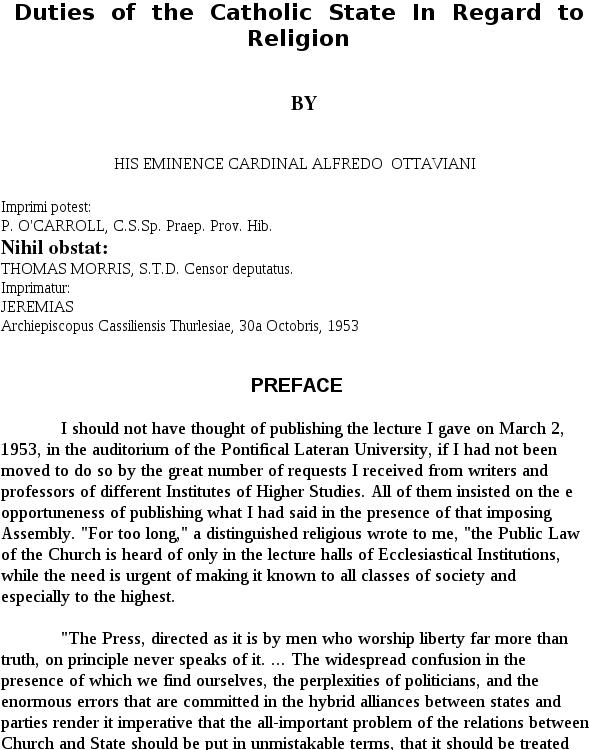 Duties of the Catholic State In Regard to
Religion
BY
HIS EMINENCE CARDINAL ALFREDO OTTAVIANI
Imprimi potest:
P. O'CARROLL, C.S.Sp. Praep. Prov. Hib.
Nihil obstat:
THOMAS MORRIS, S.T.D. Censor deputatus.
Imprimatur:
JEREMIAS
Archiepiscopus Cassiliensis Thurlesiae, 30a Octobris, 1953
PREFACE
I should not have thought of publishing the lecture I gave on March 2,
1953, in the auditorium of the Pontifical Lateran University, if I had not been
moved to do so by the great number of requests I received from writers and
professors of different Institutes of Higher Studies. All of them insisted on the e
opportuneness of publishing what I had said in the presence of that imposing
Assembly. "For too long," a distinguished religious wrote to me, "the Public Law
of the Church is heard of only in the lecture halls of Ecclesiastical Institutions,
while the need is urgent of making it known to all classes of society and
especially to the highest.
"The Press, directed as it is by men who worship liberty far more than
truth, on principle never speaks of it. ... The widespread confusion in the
presence of which we find ourselves, the perplexities of politicians, and the
enormous errors that are committed in the hybrid alliances between states and
parties render it imperative that the all-important problem of the relations between
Church and State should be put in unmistakable terms, that it should be treated